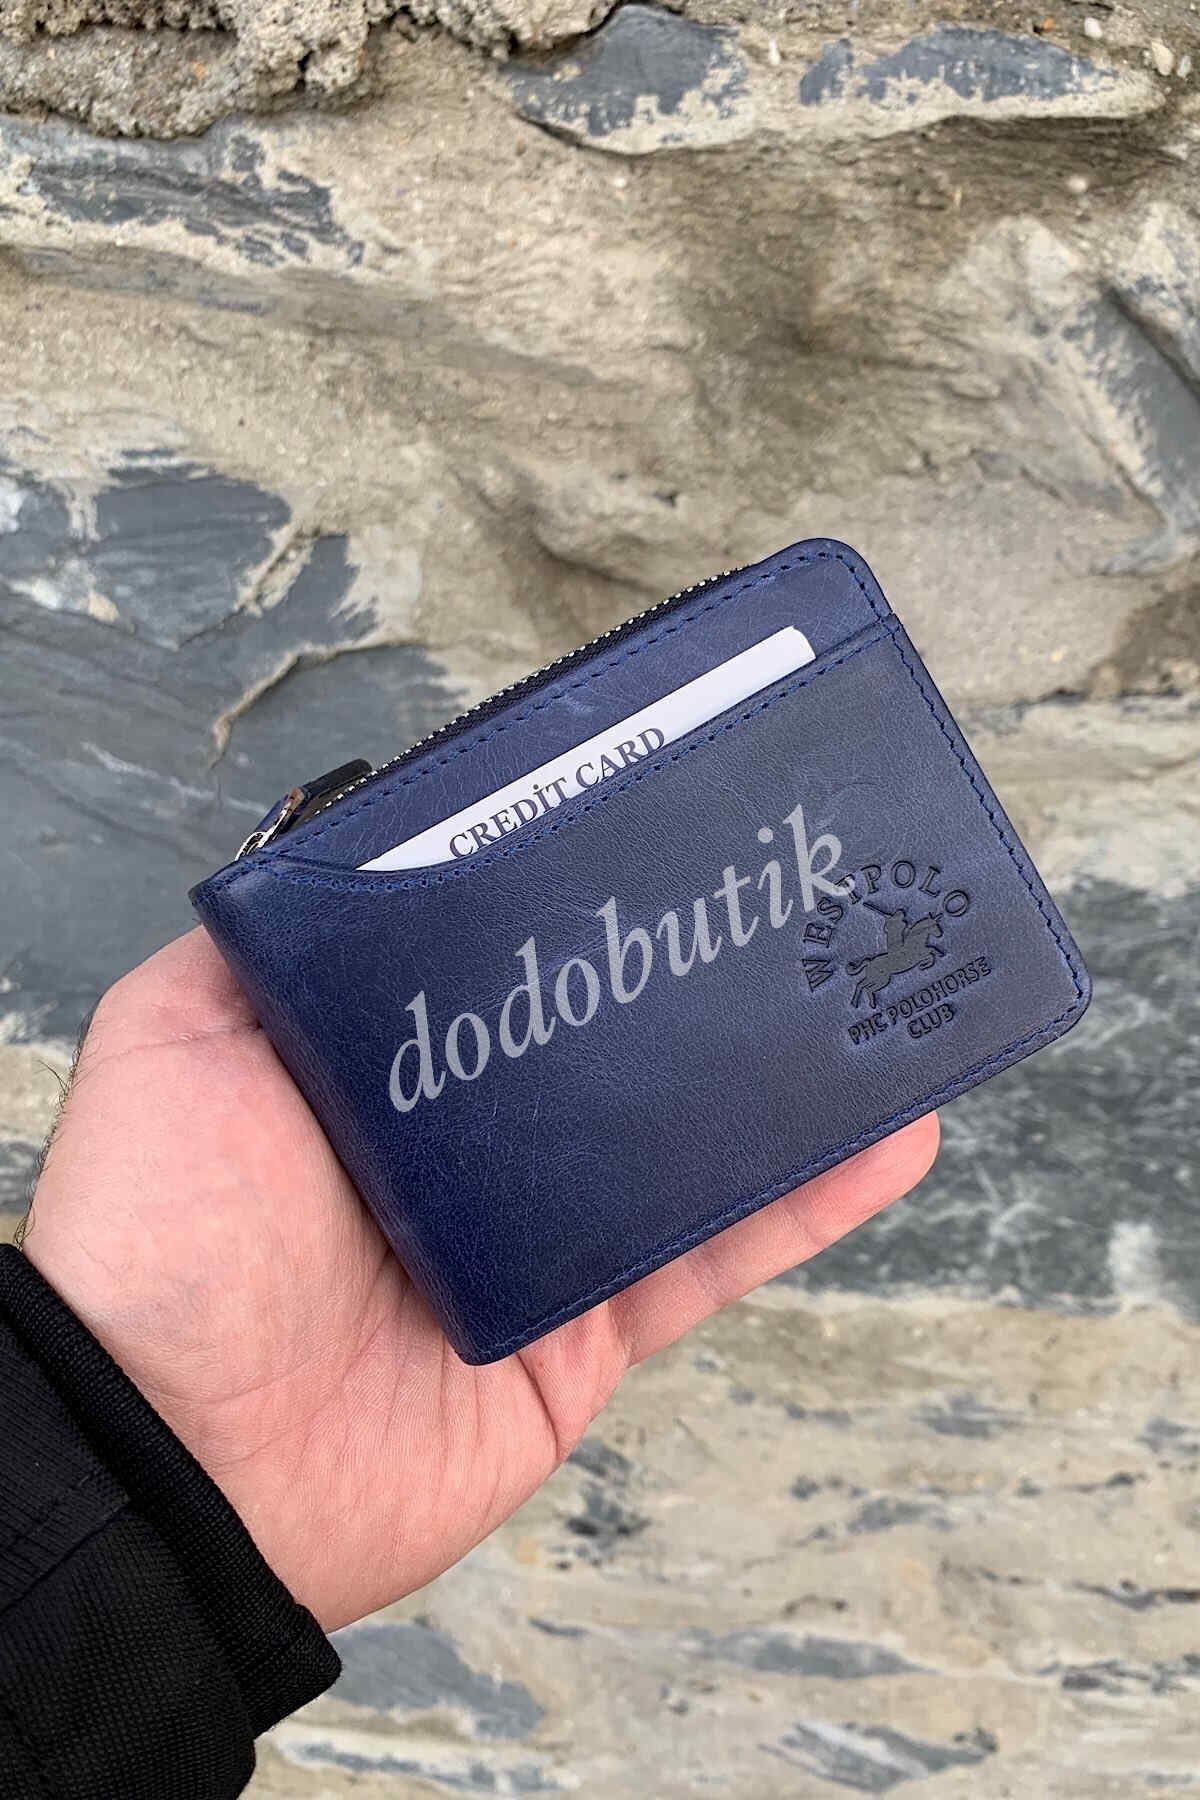 CREDİT CARD
dodobutik
WESTPOLO
PHC POLOHORSE
CLUB